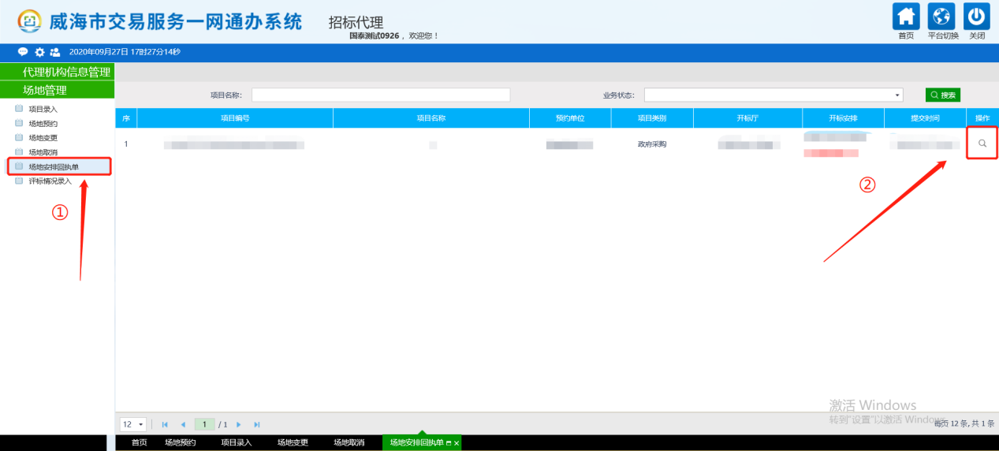 威海市交易服务一网通办系统
招标代理
国泰测试0926 ，欢迎您！
首页 平台切换 关闭
2020年09月27日 17时27分14秒
代理机构信息管理
场地管理
项目录入
场地预约
场地变更
场地取消
场地安排回执单
评标情况录入
①
项目名称:
业务状态:
搜索
序 项目编号 项目名称 预约单位 项目类别 开标厅 开标安排 提交时间 操作
1 政府采购
②
激活 Windows
转到"设置"以激活 Windows。
12 1 / 1
每页 12 条, 共 1 条
首页 场地预约 项目录入 场地变更 场地取消 场地安排回执单